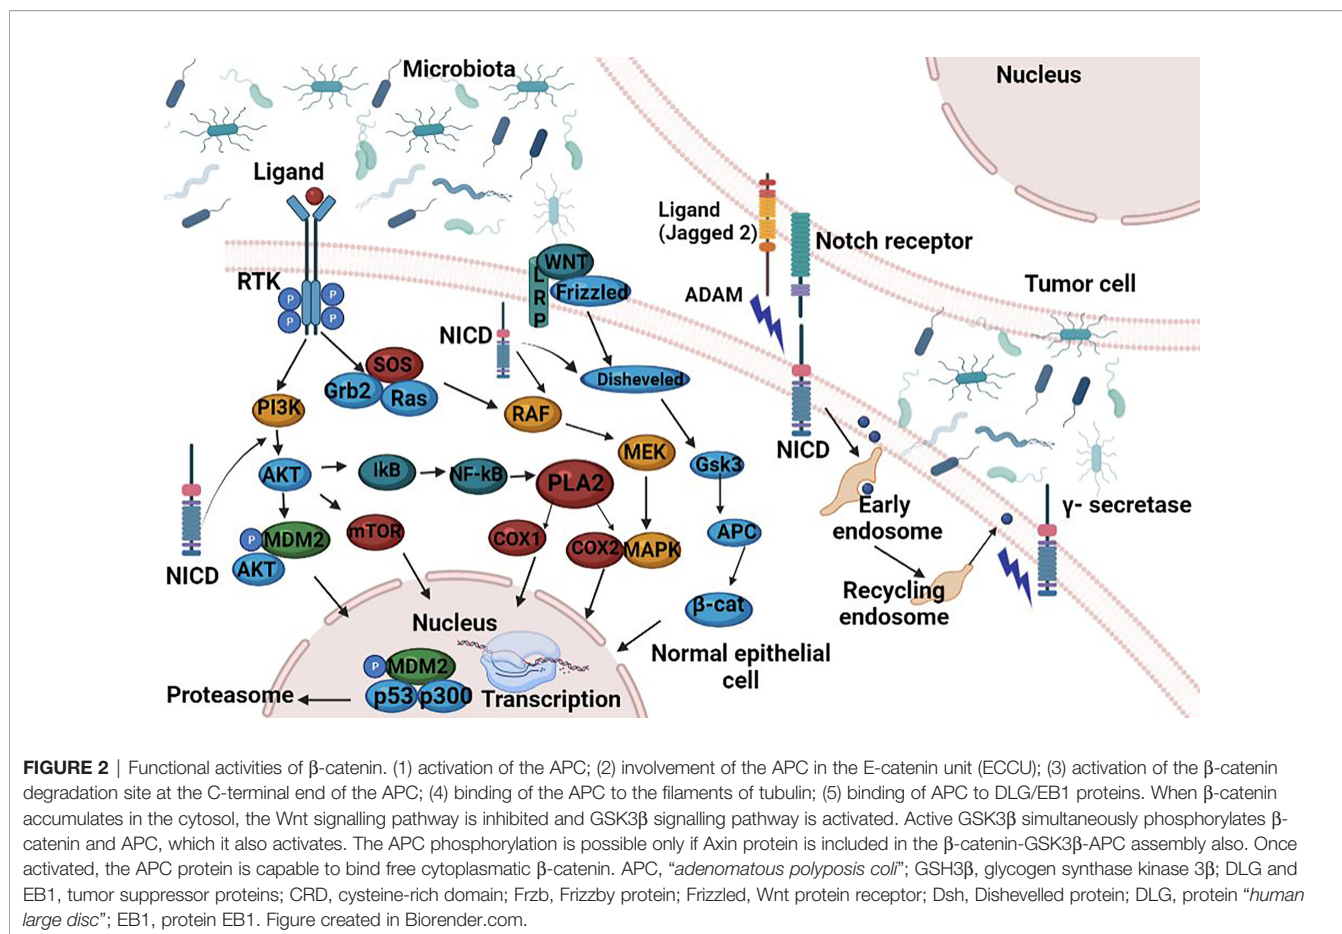 Microbiota
Nucleus
Ligand
Ligand
(Jagged 2)
Notch receptor
RTK
P
P
P
P
WNT
LRP
Frizzled
ADAM
Tumor cell
NICD
SOS
Grb2
Ras
Disheveled
PI3K
RAF
MEK
NICD
AKT
IkB
NF-kB
PLA2
Gsk3
Early
endosome
γ- secretase
P
MDM2
AKT
mTOR
COX1
COX2
MAPK
APC
NICD
Recycling
endosome
β-cat
Nucleus
Normal epithelial
cell
P
MDM2
p53
p300
Proteasome
Transcription
FIGURE 2 | Functional activities of β-catenin. (1) activation of the APC; (2) involvement of the APC in the E-catenin unit (ECCU); (3) activation of the β-catenin
degradation site at the C-terminal end of the APC; (4) binding of the APC to the filaments of tubulin; (5) binding of APC to DLG/EB1 proteins. When β-catenin
accumulates in the cytosol, the Wnt signalling pathway is inhibited and GSK3β signalling pathway is activated. Active GSK3β simultaneously phosphorylates β-
catenin and APC, which it also activates. The APC phosphorylation is possible only if Axin protein is included in the β-catenin-GSK3β-APC assembly also. Once
activated, the APC protein is capable to bind free cytoplasmatic β-catenin. APC, “adenomatous polyposis coli”; GSH3β, glycogen synthase kinase 3β; DLG and
EB1, tumor suppressor proteins; CRD, cysteine-rich domain; Frzb, Frizzby protein; Frizzled, Wnt protein receptor; Dsh, Dishevelled protein; DLG, protein “human
large disc”; EB1, protein EB1. Figure created in Biorender.com.